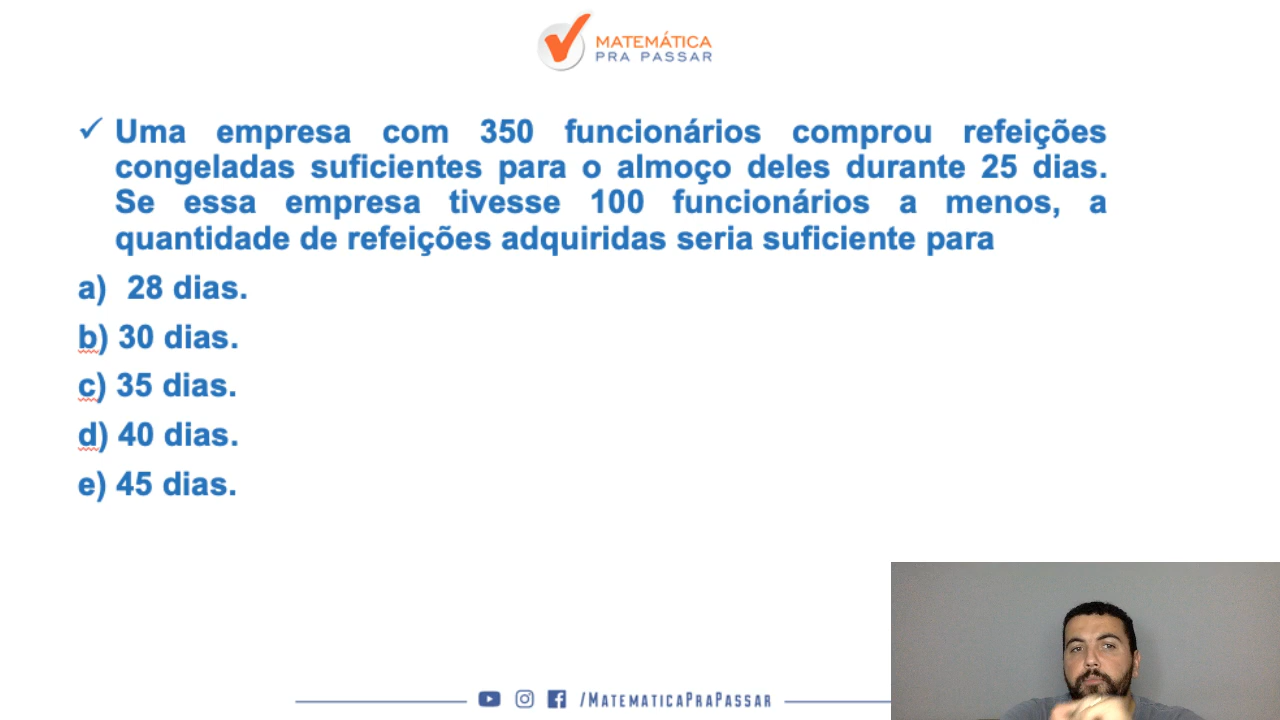 MATEMÁTICA
PRA PASSAR
✓ Uma empresa com 350 funcionários comprou refeições
congeladas suficientes para o almoço deles durante 25 dias.
Se essa empresa tivesse 100 funcionários a menos, a
quantidade de refeições adquiridas seria suficiente para
a) 28 dias.
b) 30 dias.
c) 35 dias.
d) 40 dias.
e) 45 dias.
/MATEMATICAPRAPASSAR